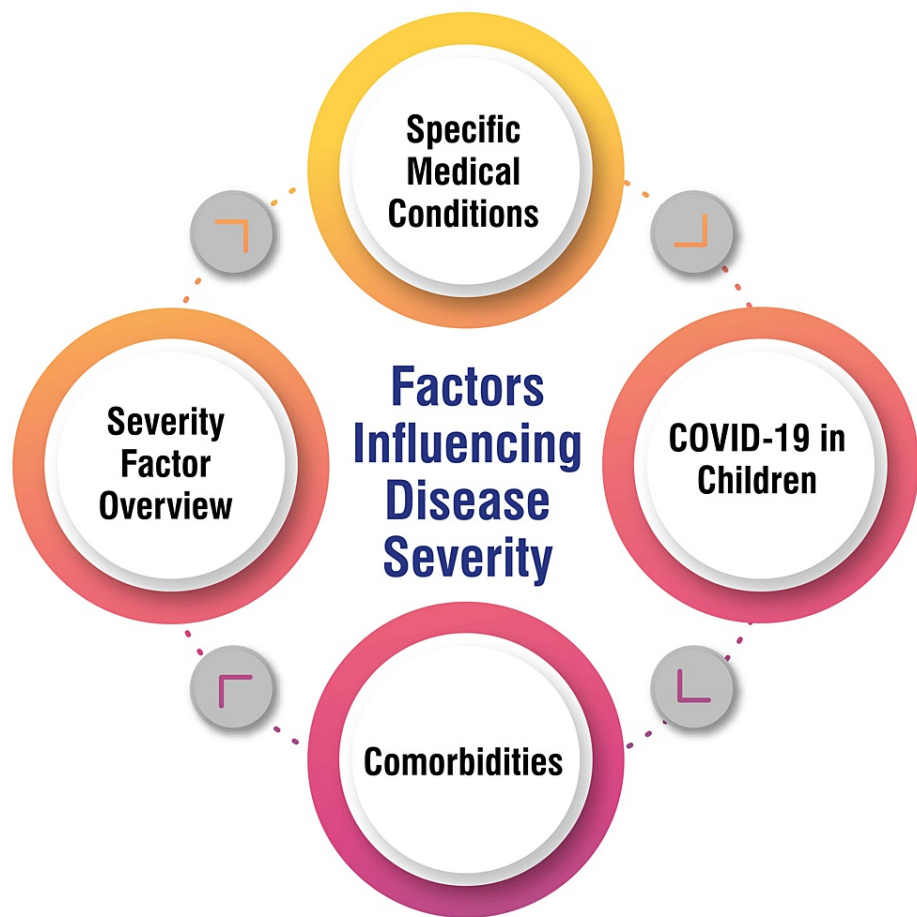 Specific
Medical
Conditions
Severity
Factor
Overview
Factors
Influencing
Disease
Severity
COVID-19 in
Children
Comorbidities